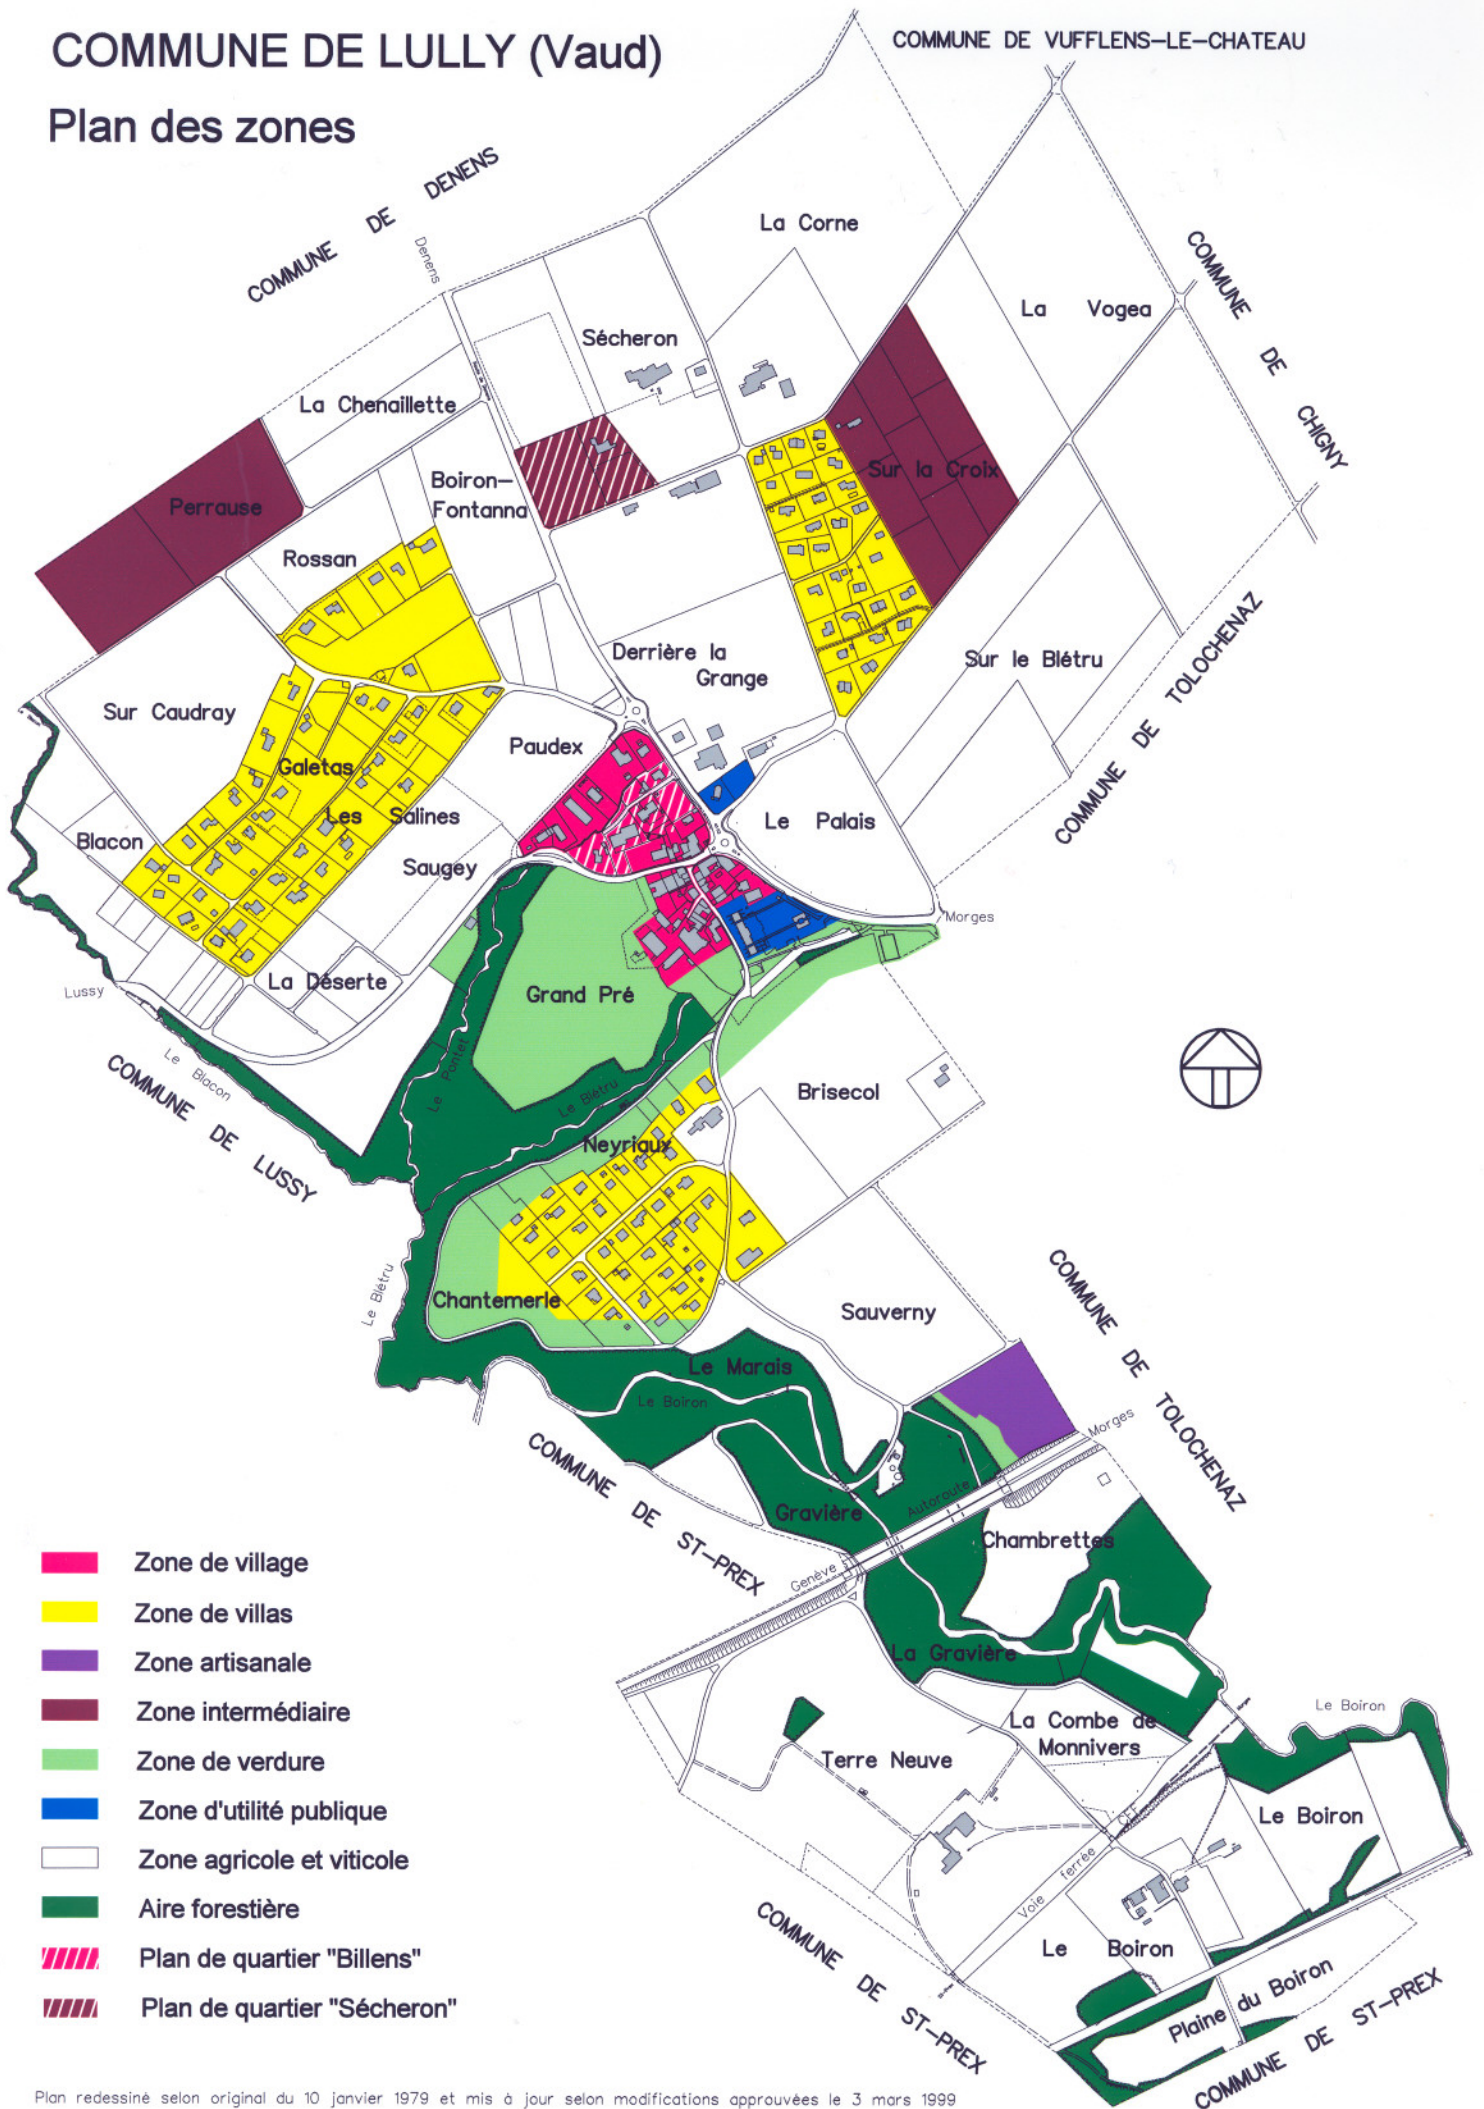 COMMUNE DE LULLY (Vaud)
Plan des zones
COMMUNE DE VUFFLENS-LE-CHATEAU
COMMUNE DE DENENS
Denens
La Corne
COMMUNE DE CHIGNY
La Vogea
Sécheron
La Chenaillette
Sur la Croix
Boiron-
Fontanna
Perrause
Rossan
Derrière la
Grange
Sur le Blétru
COMMUNE DE TOLOCHENAZ
Sur Caudray
Paudex
Galetas
Les Salines
Le Palais
Blacon
Saugey
Morges
La Déserte
Lussy
Grand Pré
Le Pontet
Le Blacon
COMMUNE DE LUSSY
Le Blétru
Brisecol
Neyriaux
Le Blétru
Chantemerle
Sauverny
COMMUNE DE TOLOCHENAZ
Le Marais
Le Boiron
Morges
COMMUNE DE ST-PREX
Autoroute
Gravière
Chambrettes
Genève
La Gravière
Le Boiron
La Combe de
Monnivers
Terre Neuve
CFF
Le Boiron
Voie ferrée
Le Boiron
COMMUNE DE ST-PREX
Plaine du Boiron
COMMUNE DE ST-PREX
Zone de village
Zone de villas
Zone artisanale
Zone intermédiaire
Zone de verdure
Zone d'utilité publique
Zone agricole et viticole
Aire forestière
Plan de quartier "Billens"
Plan de quartier "Sécheron"
Plan redessiné selon original du 10 janvier 1979 et mis à jour selon modifications approuvées le 3 mars 1999